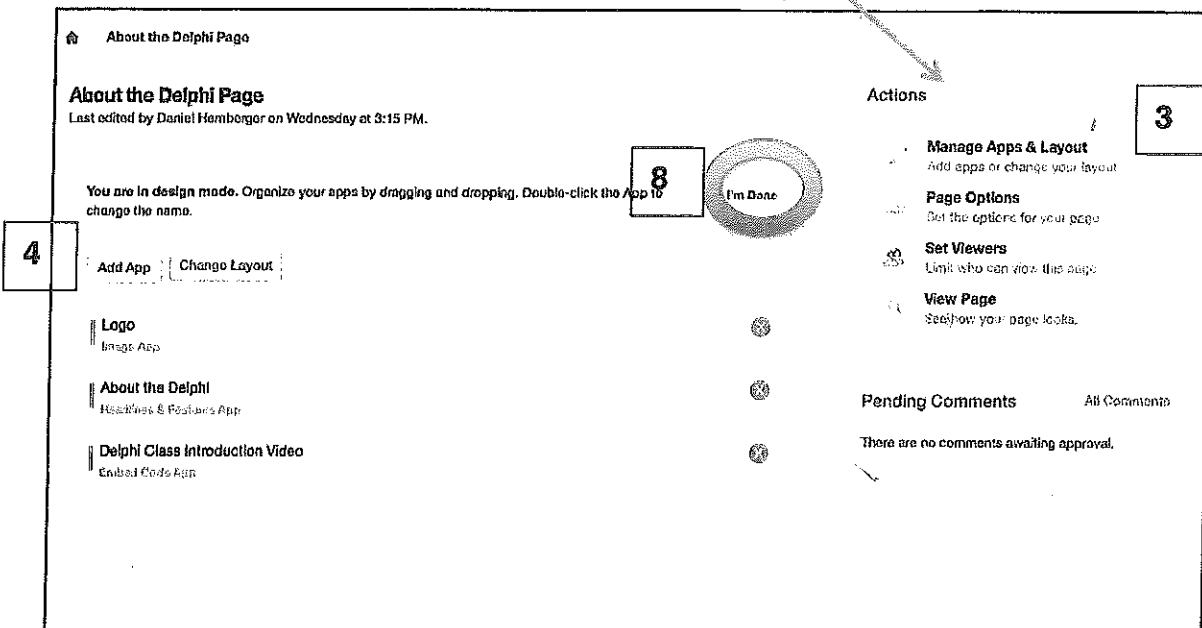 About the Delphi Page
About the Delphi Page
Last edited by Daniel Hamberger on Wednesday at 3:15 PM.
Actions
3
Manage Apps & Layout
Add apps or change your layout
8
You are in design mode. Organize your apps by dragging and dropping. Double-click the App to
change the name.
I'm Done
Page Options
Set the options for your page
4
Add App
Change Layout
Set Viewers
Limit who can view this page
View Page
See how your page looks.
Logo
Image App
About the Delphi
Headlines & Features App
Pending Comments
All Comments
There are no comments awaiting approval.
Delphi Class Introduction Video
Embed Code App